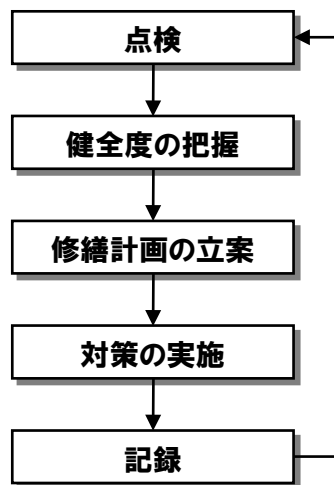 点検
健全度の把握
修繕計画の立案
対策の実施
記録